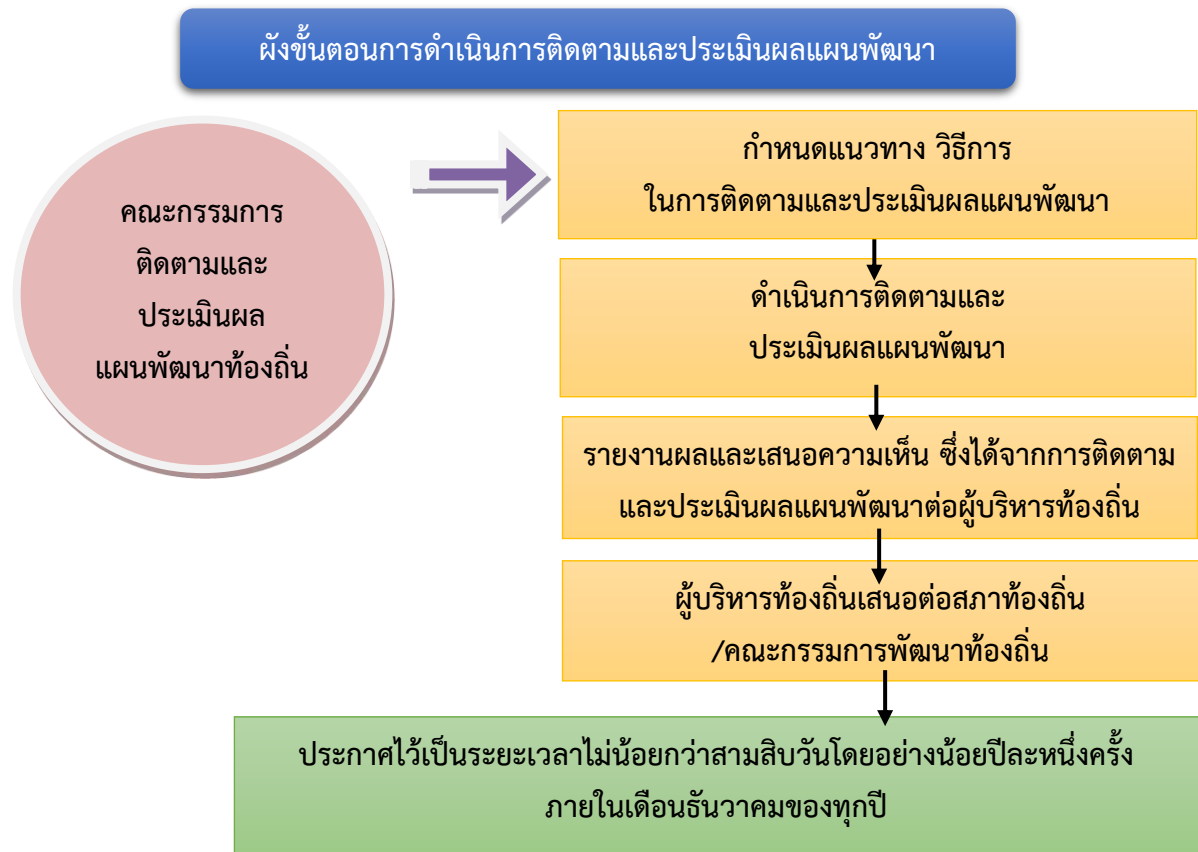 ผังขั้นตอนการดำเนินการติดตามและประเมินผลแผนพัฒนา
คณะกรรมการ
ติดตามและ
ประเมินผล
แผนพัฒนาท้องถิ่น
กำหนดแนวทาง วิธีการ
ในการติดตามและประเมินผลแผนพัฒนา
ดำเนินการติดตามและ
ประเมินผลแผนพัฒนา
รายงานผลและเสนอความเห็น ซึ่งได้จากการติดตาม
และประเมินผลแผนพัฒนาต่อผู้บริหารท้องถิ่น
ผู้บริหารท้องถิ่นเสนอต่อสภาท้องถิ่น
/คณะกรรมการพัฒนาท้องถิ่น
ประกาศไว้เป็นระยะเวลาไม่น้อยกว่าสามสิบวันโดยอย่างน้อยปีละหนึ่งครั้ง
ภายในเดือนธันวาคมของทุกปี